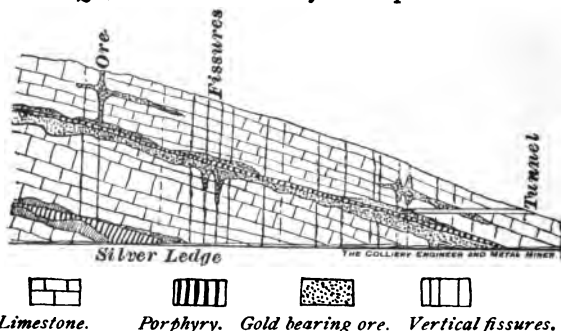 Ore
Fissures
Tunnel
Silver Ledge
THE COLLIERY ENGINEER AND METAL MINER.
Limestone. Porphyry. Gold bearing ore. Vertical fissures.